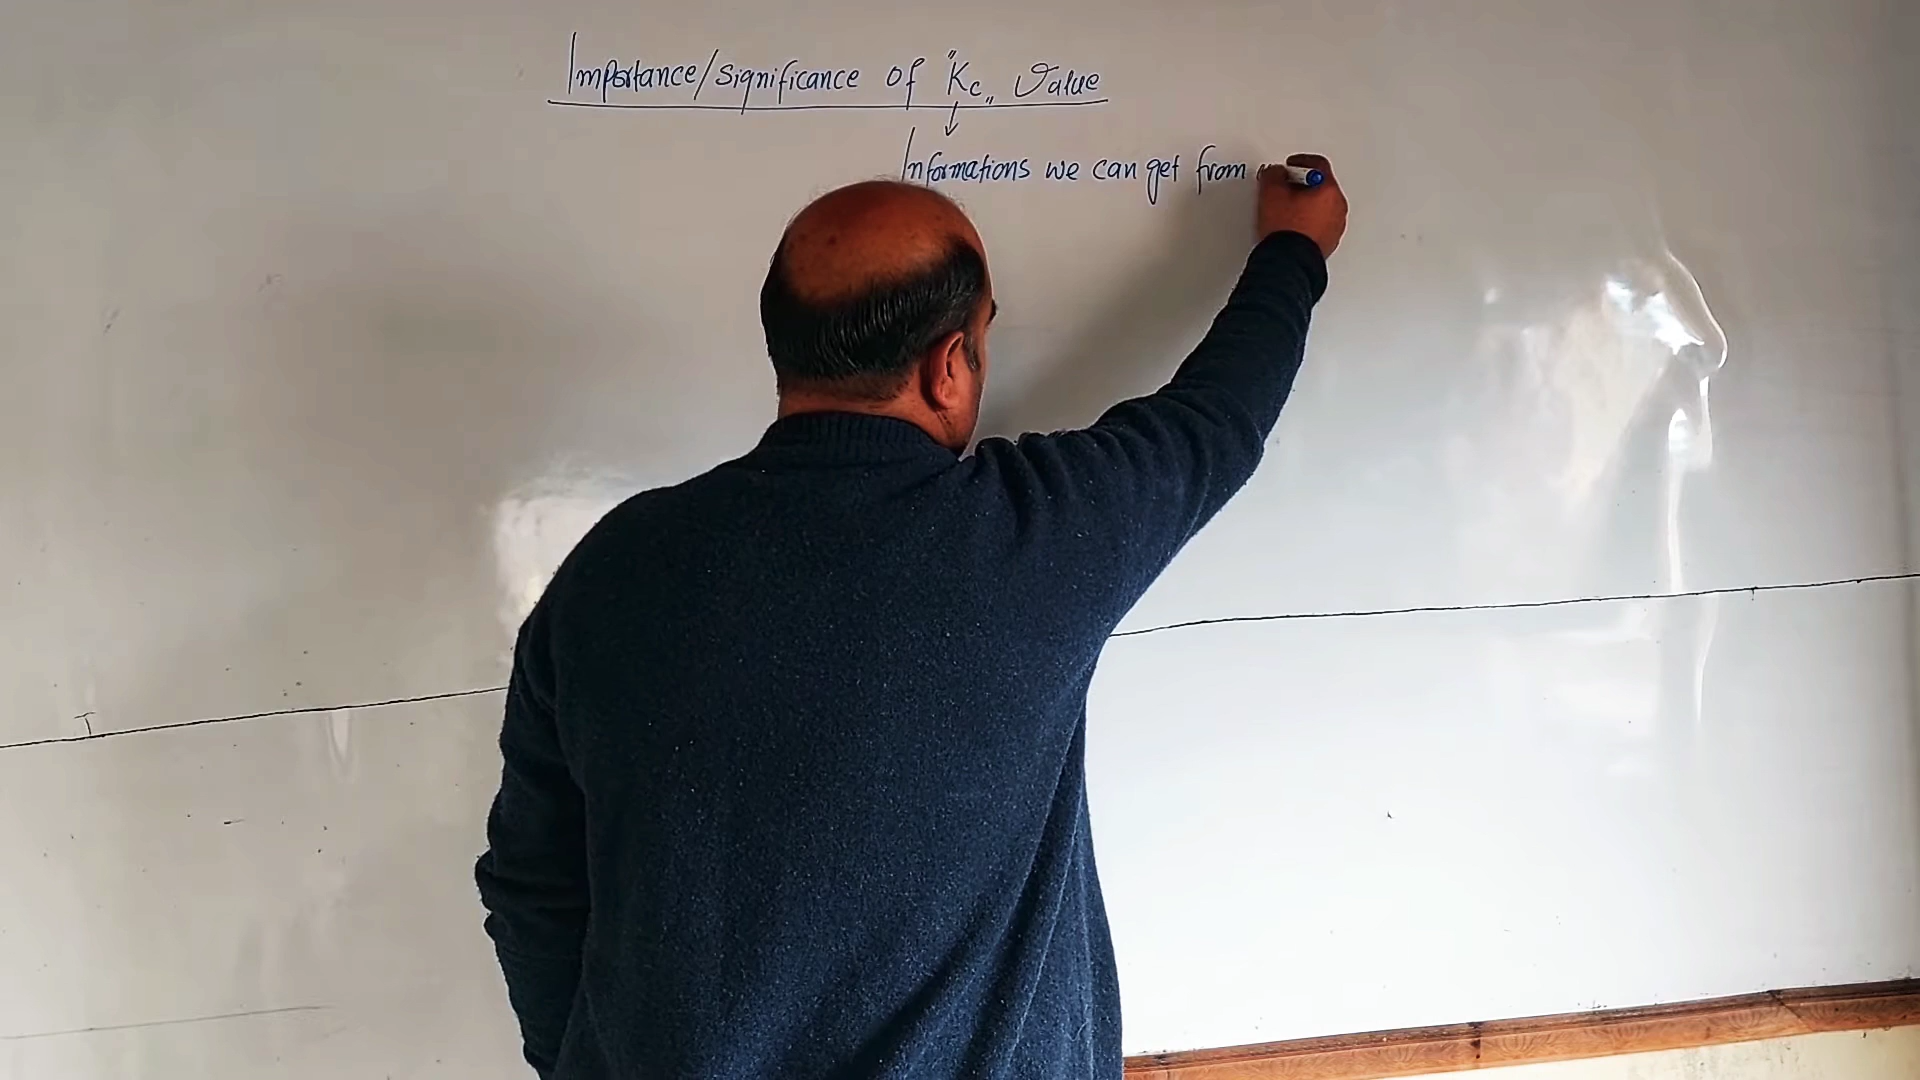 Importance/Significance of "Kc„ Value
Informations we can get from